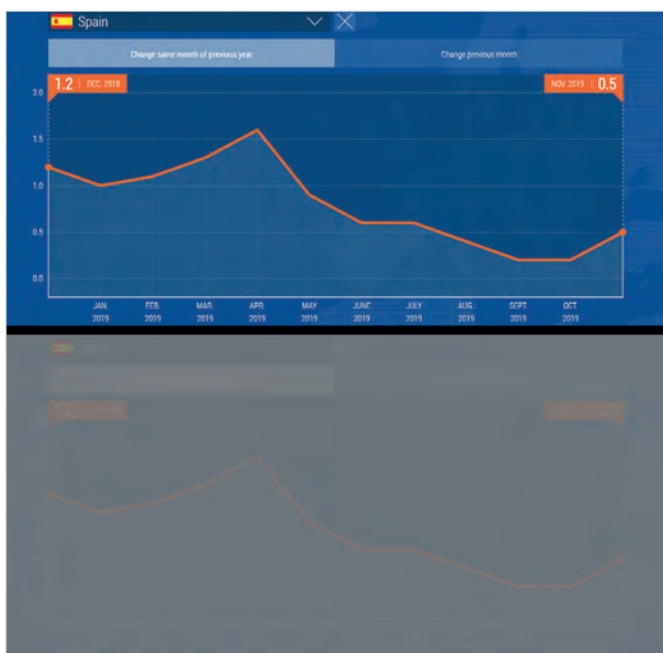 Spain
Change same month of previous year
Change previous month
1.2 DEC. 2018
NOV. 2019 0.5
2.0
1.5
1.0
0.5
0.0
JAN. 2019
FEB. 2019
MAR. 2019
APR. 2019
MAY 2019
JUNE 2019
JULY 2019
AUG. 2019
SEPT. 2019
OCT. 2019